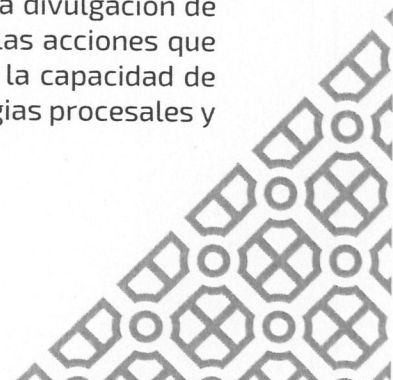 a divulgación de
las acciones que
la capacidad de
gias procesales y